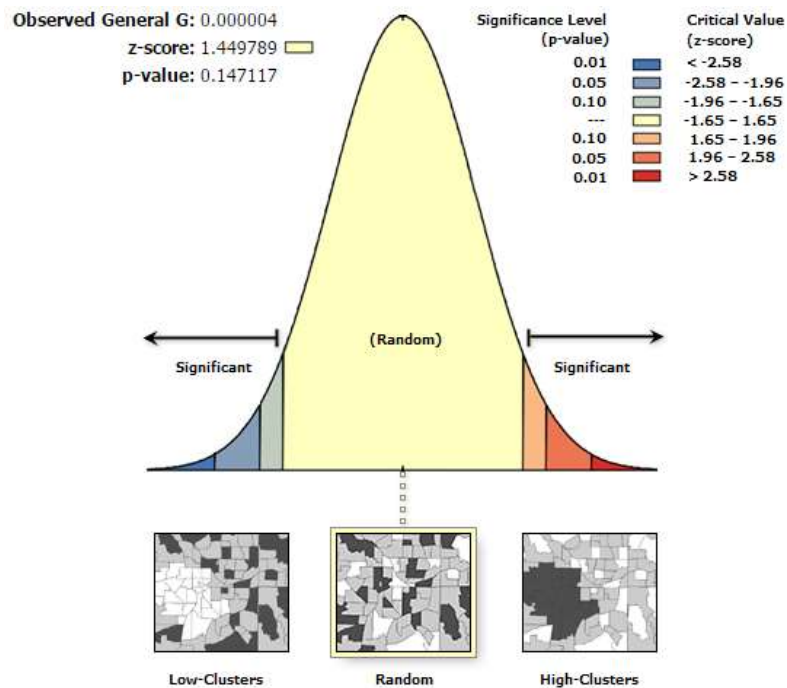 Observed General G: 0.000004
z-score: 1.449789
p-value: 0.147117
Significance Level
(p-value)
Critical Value
(z-score)
0.01 < -2.58
0.05 -2.58 – -1.96
0.10 -1.96 – -1.65
--- -1.65 – 1.65
0.10 1.65 – 1.96
0.05 1.96 – 2.58
0.01 > 2.58
(Random)
Significant
Significant
Low-Clusters
Random
High-Clusters